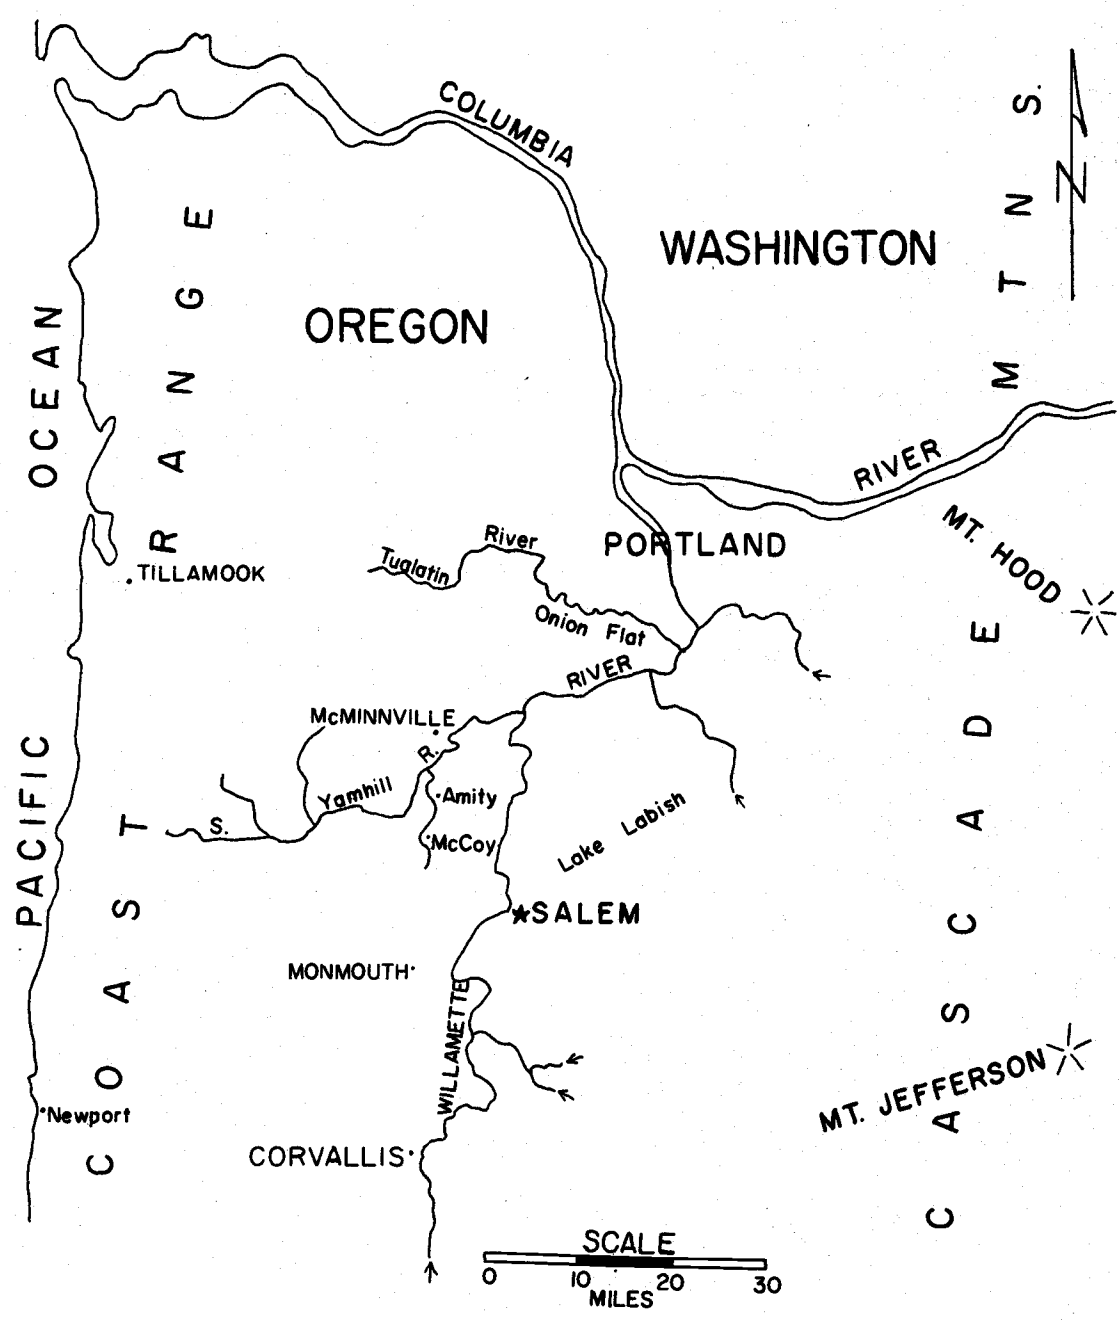 COLUMBIA
RIVER
WASHINGTON
OREGON
PACIFIC OCEAN
COAST RANGE
CASCADE MTNS.
N
PORTLAND
MT. HOOD
TILLAMOOK
Tualatin River
Onion Flat
RIVER
McMINNVILLE
R.
Yamhill
S.
Amity
McCoy
Lake Labish
SALEM
MONMOUTH
WILLAMETTE
MT. JEFFERSON
Newport
CORVALLIS
SCALE
0 10 20 30
MILES